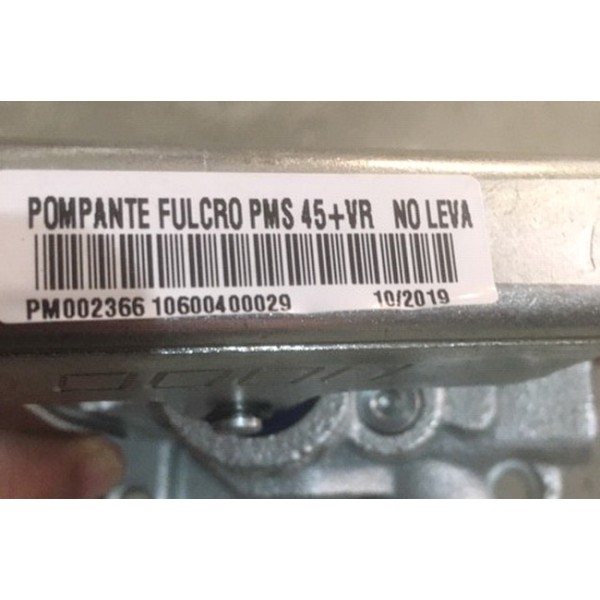 POMPANTE FULCRO PMS 45+VR NO LEVA
PM002366 10600400029 10/2019